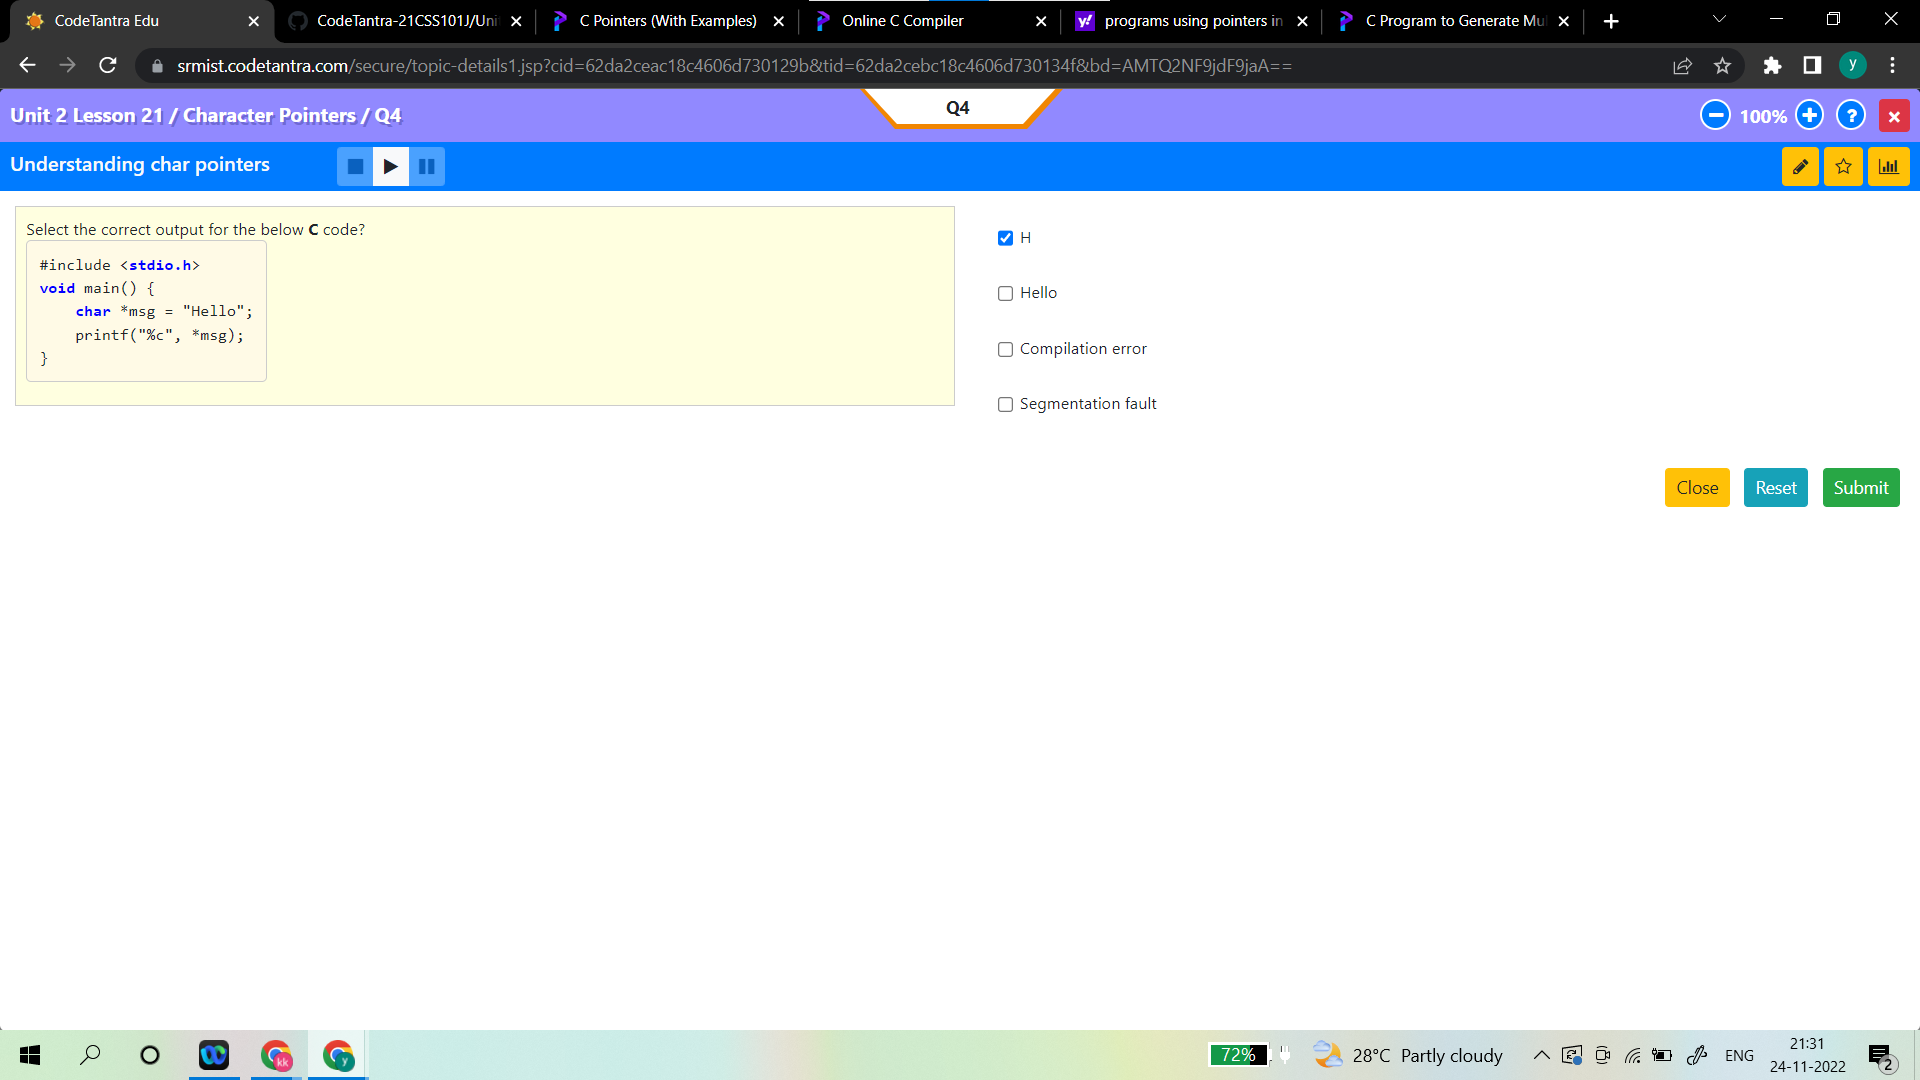 CodeTantra Edu
CodeTantra-21CSS101J/Uni
C Pointers (With Examples)
Online C Compiler
programs using pointers in
C Program to Generate Mul
srmist.codetantra.com/secure/topic-details1.jsp?cid=62da2ceac18c4606d730129b&tid=62da2cebc18c4606d730134f&bd=AMTQ2NF9jdF9jaA==
y
Unit 2 Lesson 21 / Character Pointers / Q4
Q4
100%
?
Understanding char pointers
Select the correct output for the below C code?
#include <stdio.h>
void main() {
    char *msg = "Hello";
    printf("%c", *msg);
}
H
Hello
Compilation error
Segmentation fault
Close
Reset
Submit
kk
y
72%
28°C Partly cloudy
ENG
21:31
24-11-2022
2